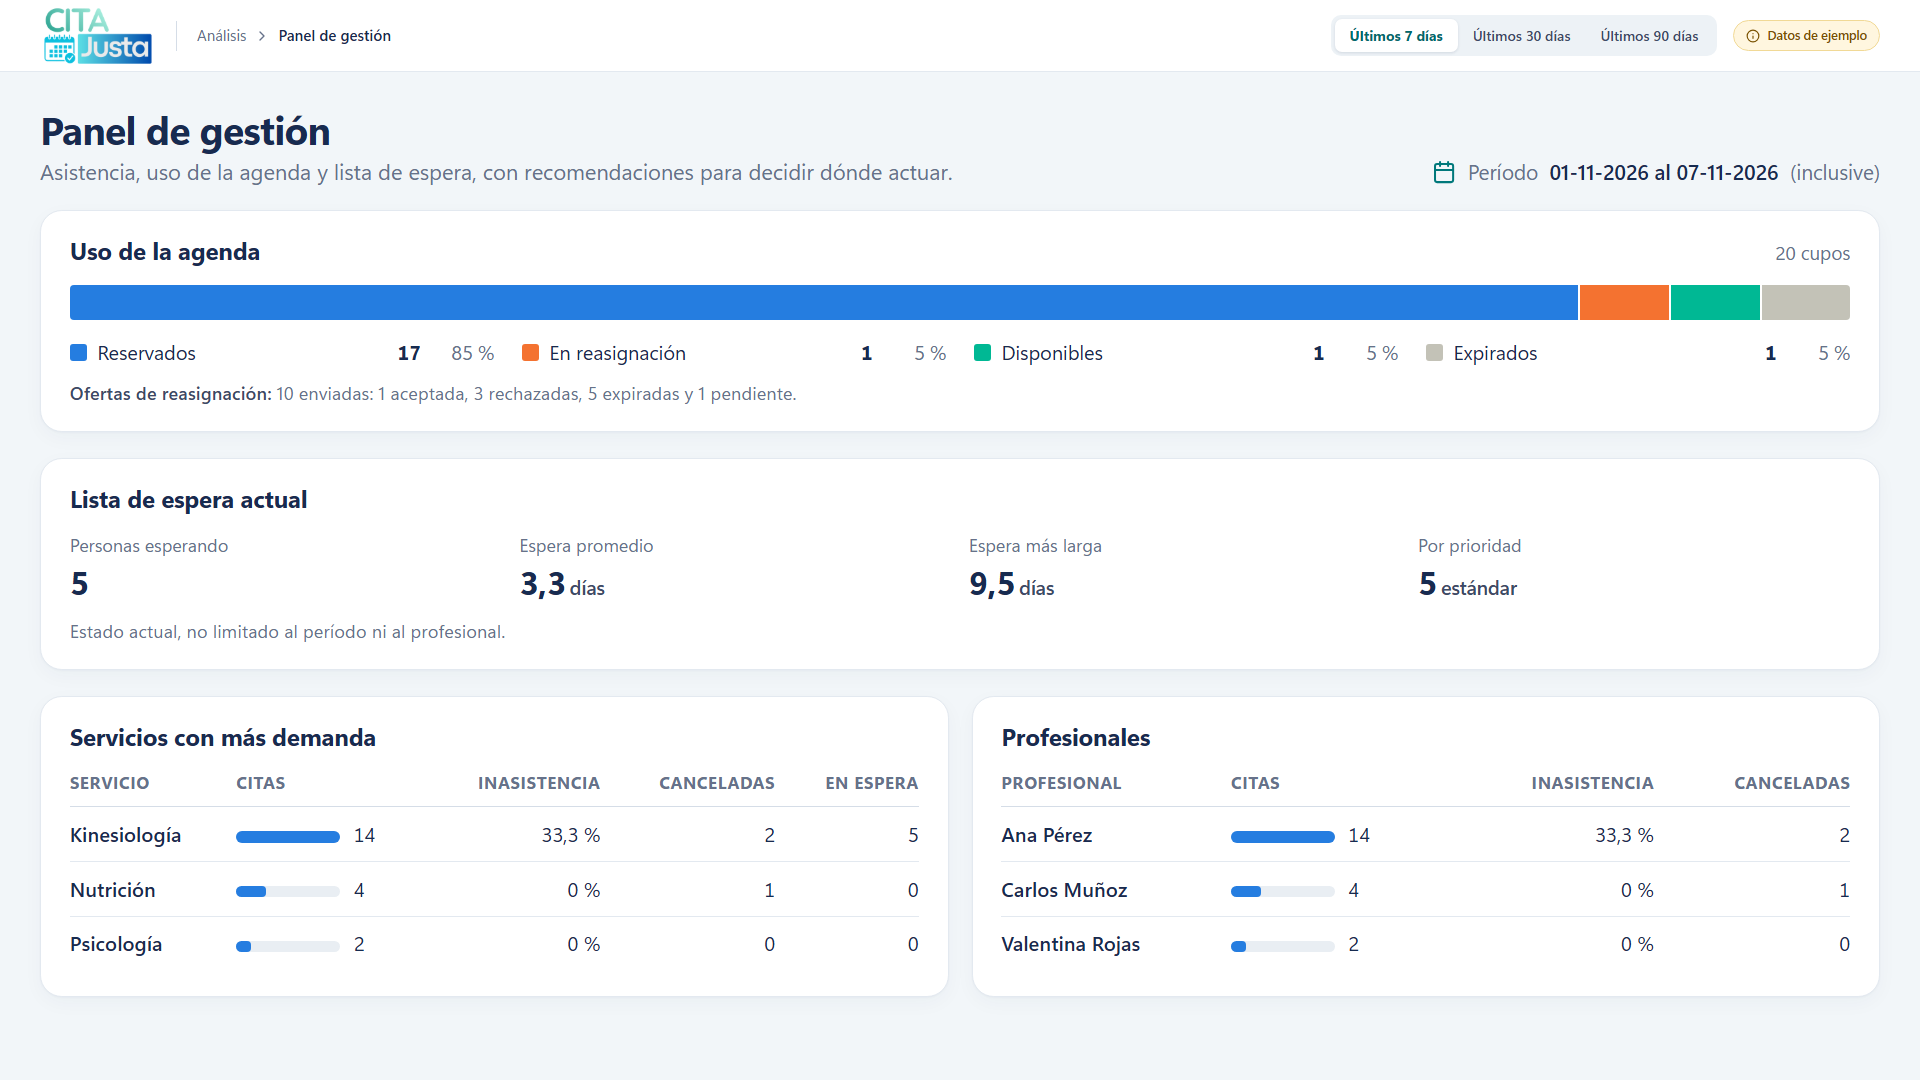 CITA
Justa
Análisis > Panel de gestión
Últimos 7 días Últimos 30 días Últimos 90 días
Datos de ejemplo
Panel de gestión
Asistencia, uso de la agenda y lista de espera, con recomendaciones para decidir dónde actuar.
Período 01-11-2026 al 07-11-2026 (inclusive)
Uso de la agenda
20 cupos
Reservados 17 85 % En reasignación 1 5 % Disponibles 1 5 % Expirados 1 5 %
Ofertas de reasignación: 10 enviadas: 1 aceptada, 3 rechazadas, 5 expiradas y 1 pendiente.
Lista de espera actual
Personas esperando Espera promedio Espera más larga Por prioridad
5 3,3 días 9,5 días 5 estándar
Estado actual, no limitado al período ni al profesional.
Servicios con más demanda
SERVICIO CITAS INASISTENCIA CANCELADAS EN ESPERA
Kinesiología 14 33,3 % 2 5
Nutrición 4 0 % 1 0
Psicología 2 0 % 0 0
Profesionales
PROFESIONAL CITAS INASISTENCIA CANCELADAS
Ana Pérez 14 33,3 % 2
Carlos Muñoz 4 0 % 1
Valentina Rojas 2 0 % 0